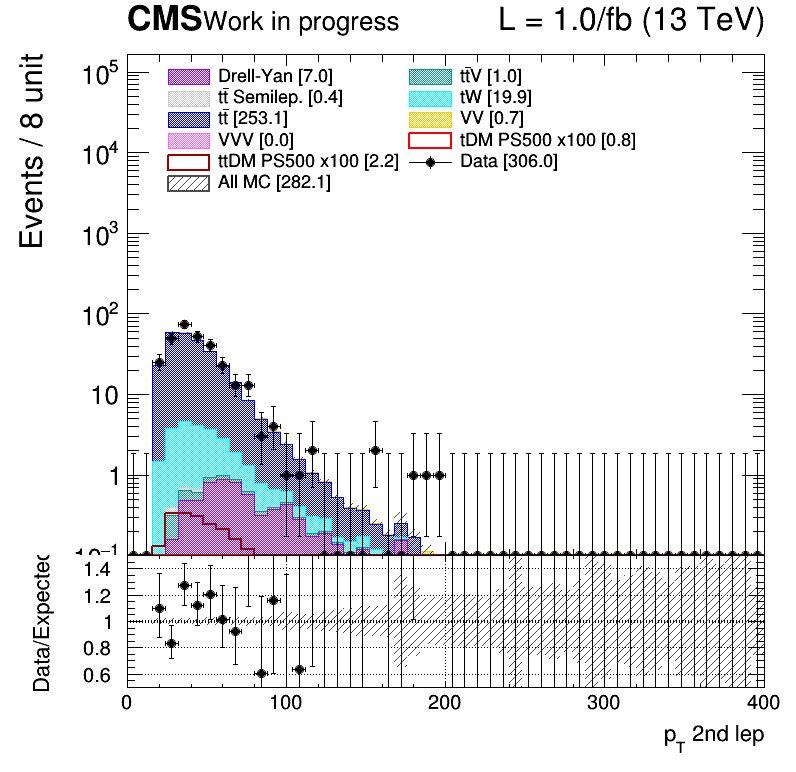 CMS Work in progress L = 1.0/fb (13 TeV)
Drell-Yan [7.0] tt̄V [1.0]
tt̄ Semilep. [0.4] tW [19.9]
tt̄ [253.1] VV [0.7]
VVV [0.0] tDM PS500 x100 [0.8]
ttDM PS500 x100 [2.2] Data [306.0]
All MC [282.1]
Events / 8 unit
10⁵
10⁴
10³
10²
10
1
10⁻¹
Data/Expected
1.4
1.2
1
0.8
0.6
0 100 200 300 400
p_T 2nd lep